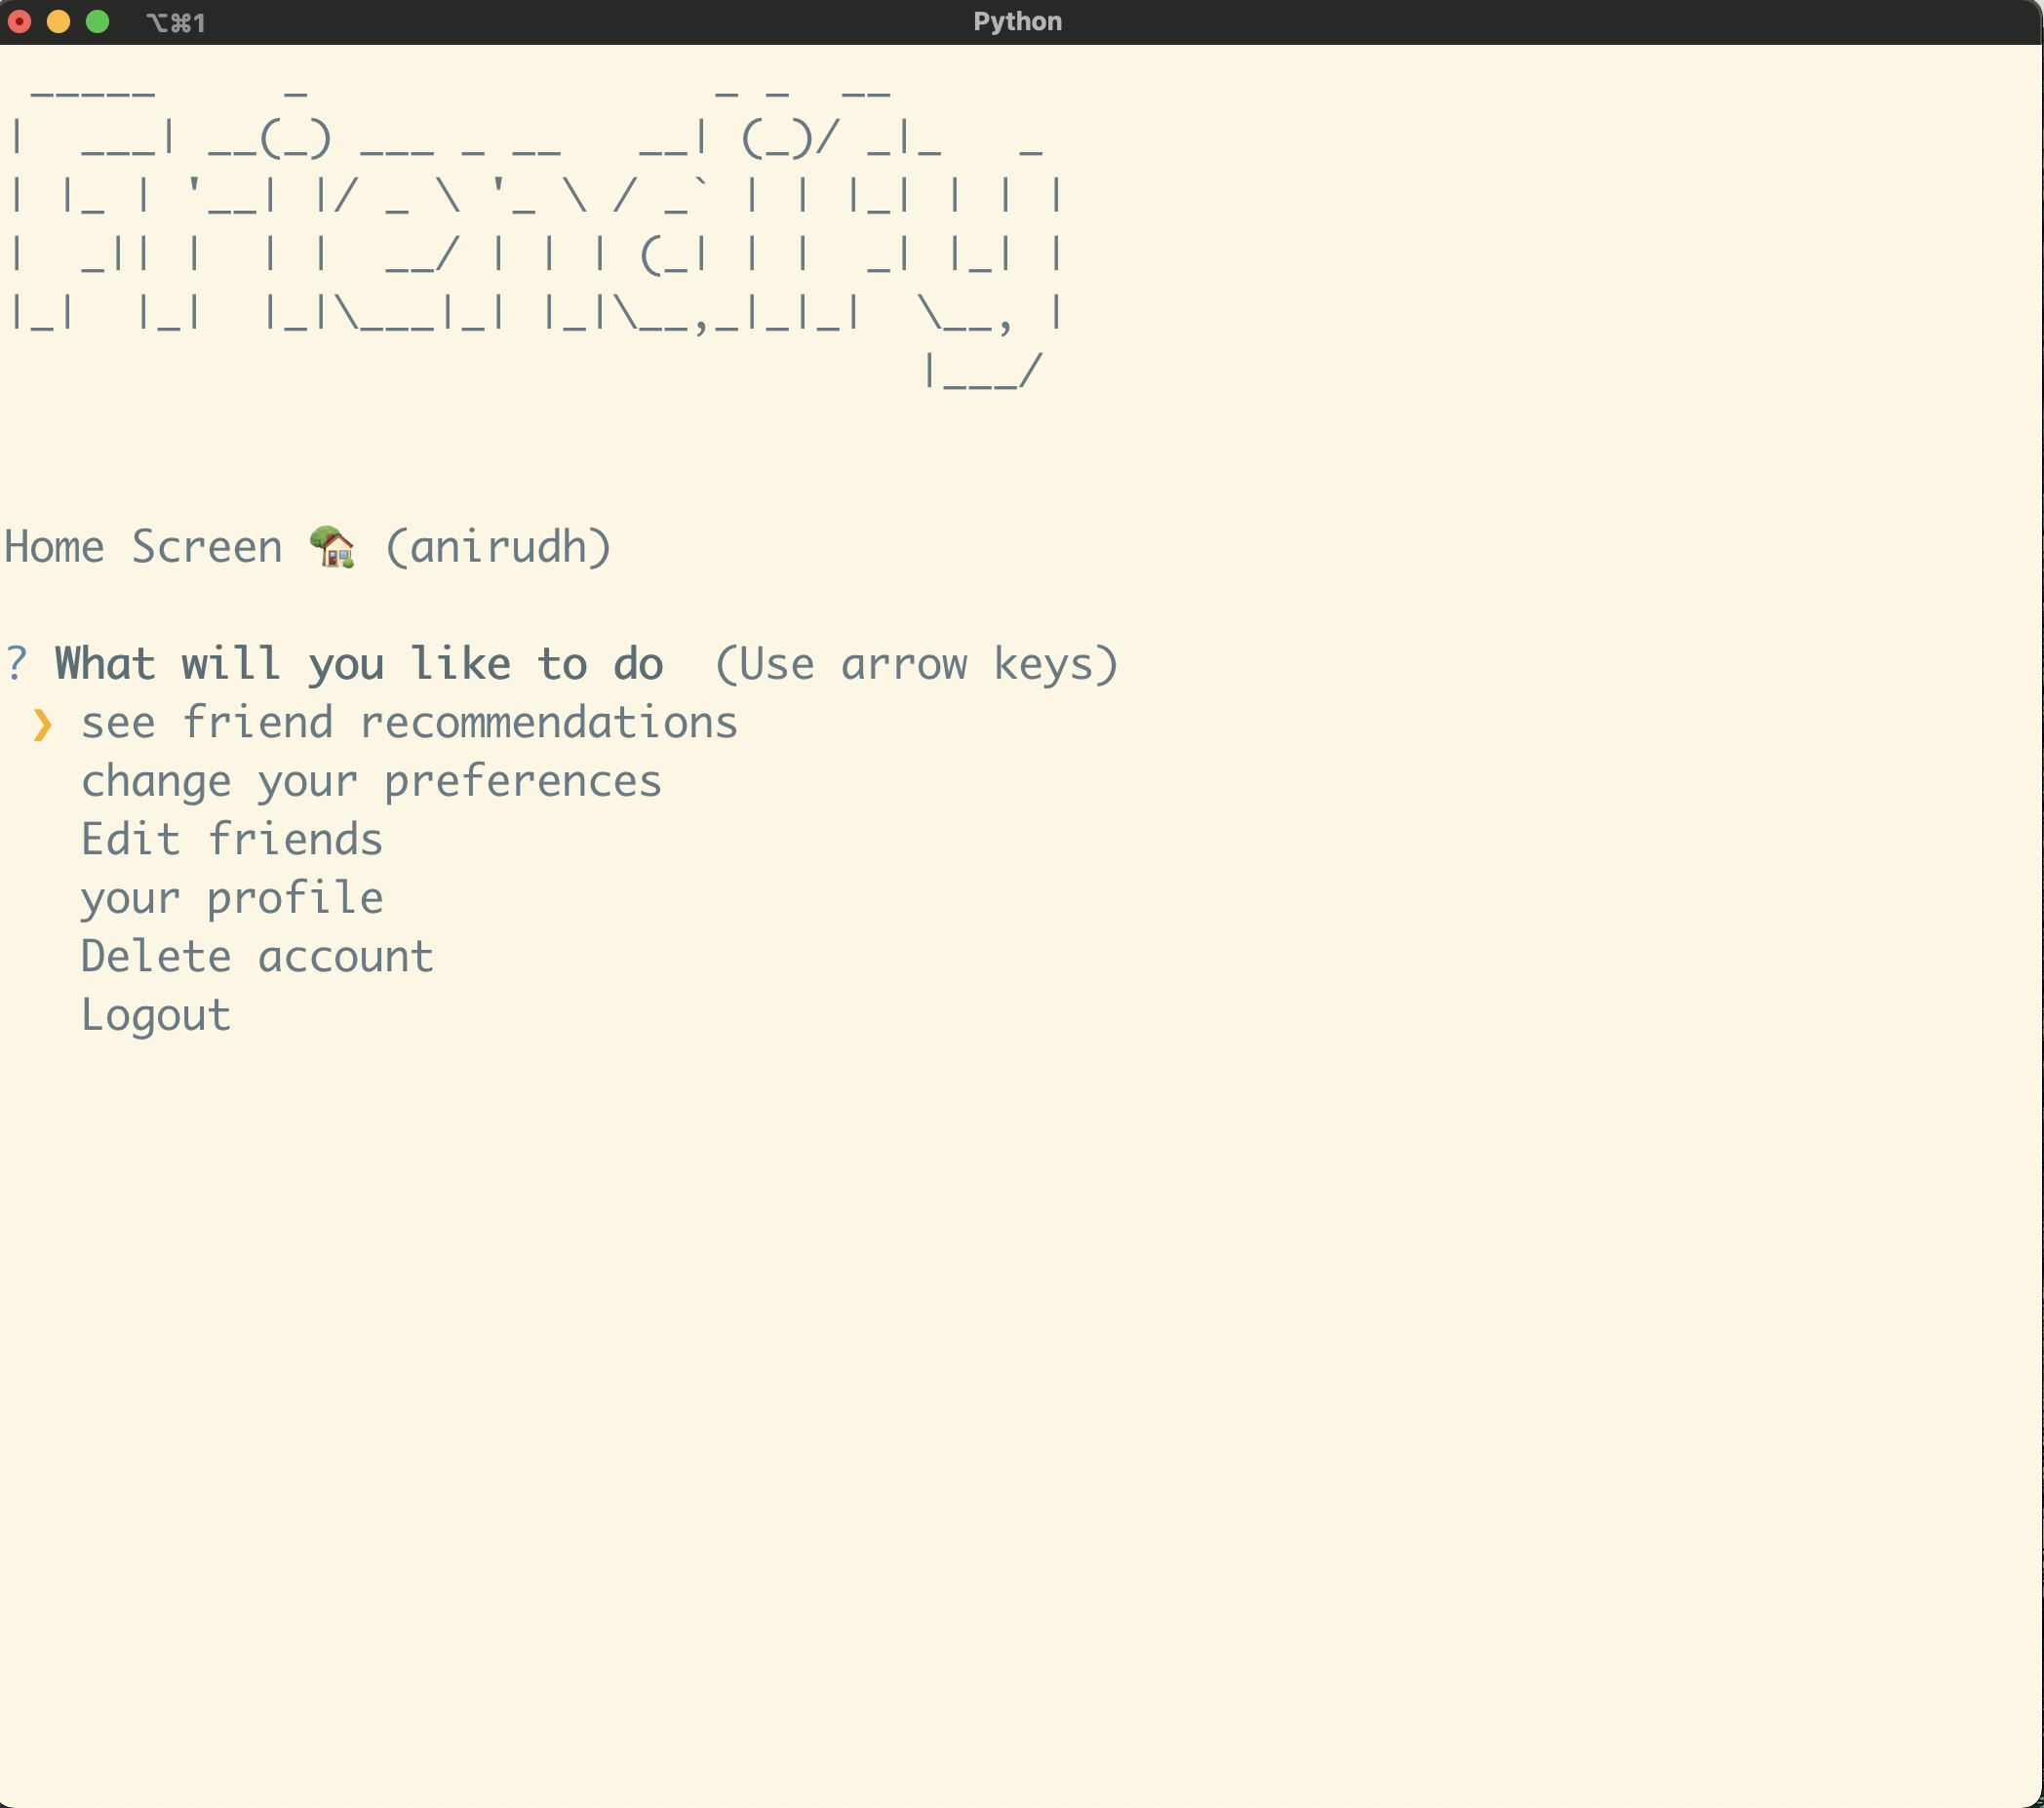 ⌥⌘1 Python
 _____     _                _ _  __
|  ___| __(_) ___ _ __   __| (_)/ _|_   _
| |_ | '__| |/ _ \ '_ \ / _` | | |_| | | |
|  _|| |  | |  __/ | | | (_| | |  _| |_| |
|_|  |_|  |_|\___|_| |_|\__,_|_|_|  \__, |
                                    |___/
Home Screen 🏡 (anirudh)
? What will you like to do  (Use arrow keys)
 ❯ see friend recommendations
   change your preferences
   Edit friends
   your profile
   Delete account
   Logout